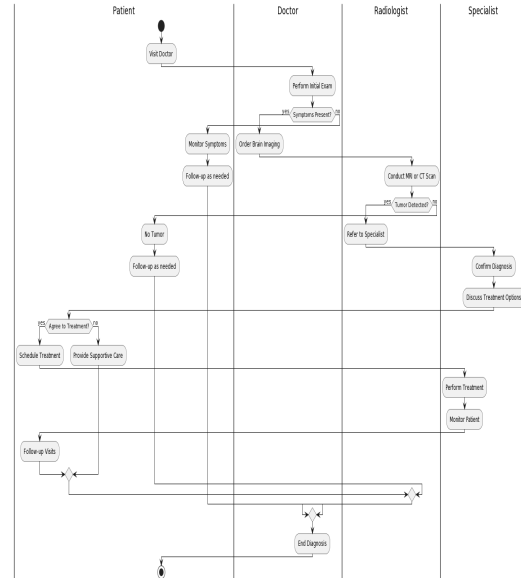 Patient Doctor Radiologist Specialist
Visit Doctor
Perform Initial Exam
yes Symptoms Present? no
Monitor Symptoms Order Brain Imaging
Follow-up as needed Conduct MRI or CT Scan
yes Tumor Detected? no
No Tumor Refer to Specialist
Follow-up as needed Confirm Diagnosis
Discuss Treatment Options
yes Agree to Treatment? no
Schedule Treatment Provide Supportive Care
Perform Treatment
Monitor Patient
Follow-up Visits
End Diagnosis